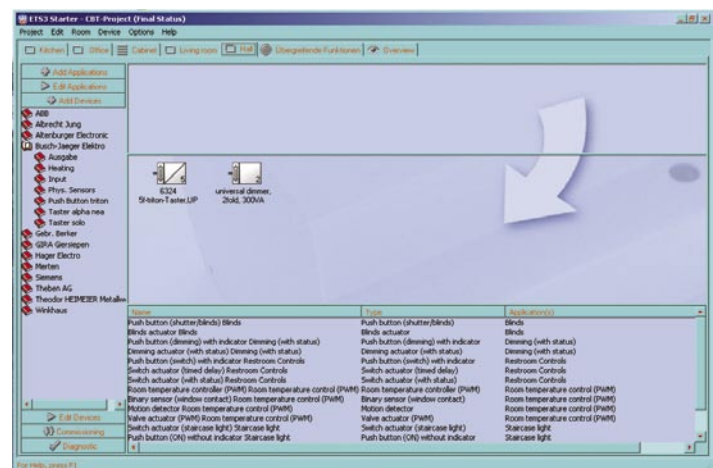 ETS3 Starter - CBT-Project (Final Status)
Project Edit Room Device Options Help
Kitchen Office Cabinet Living room Hall Übergreifende Funktionen Overview
Add Applications
Edit Applications
Add Devices
ABB
Albrecht Jung
Altenburger Electronic
Busch-Jaeger Elektro
Ausgabe
Heating
Input
Phys. Sensors
Push Button triton
Taster alpha nea
Taster solo
Gebr. Berker
GIRA Giersiepen
Hager Electro
Merten
Siemens
Theben AG
Theodor HEIMEIER Metallw
Winkhaus
Edit Devices
Commissioning
Diagnostic
6324
5f-triton-Taster,UP
universal dimmer,
2fold, 300VA
Name Type Application(s)
Push button (shutter/blinds) Blinds Push button (shutter/blinds) Blinds
Blinds actuator Blinds Blinds actuator Blinds
Push button (dimming) with indicator Dimming (with status) Push button (dimming) with indicator Dimming (with status)
Dimming actuator (with status) Dimming (with status) Dimming actuator (with status) Dimming (with status)
Push button (switch) with indicator Restroom Controls Push button (switch) with indicator Restroom Controls
Switch actuator (timed delay) Restroom Controls Switch actuator (timed delay) Restroom Controls
Switch actuator (with status) Restroom Controls Switch actuator (with status) Restroom Controls
Room temperature controller (PWM) Room temperature control (PWM) Room temperature controller (PWM) Room temperature control (PWM)
Binary sensor (window contact) Room temperature control (PWM) Binary sensor (window contact) Room temperature control (PWM)
Motion detector Room temperature control (PWM) Motion detector Room temperature control (PWM)
Valve actuator (PWM) Room temperature control (PWM) Valve actuator (PWM) Room temperature control (PWM)
Switch actuator (staircase light) Staircase light Switch actuator (staircase light) Staircase light
Push button (ON) without indicator Staircase light Push button (ON) without indicator Staircase light
For Help, press F1